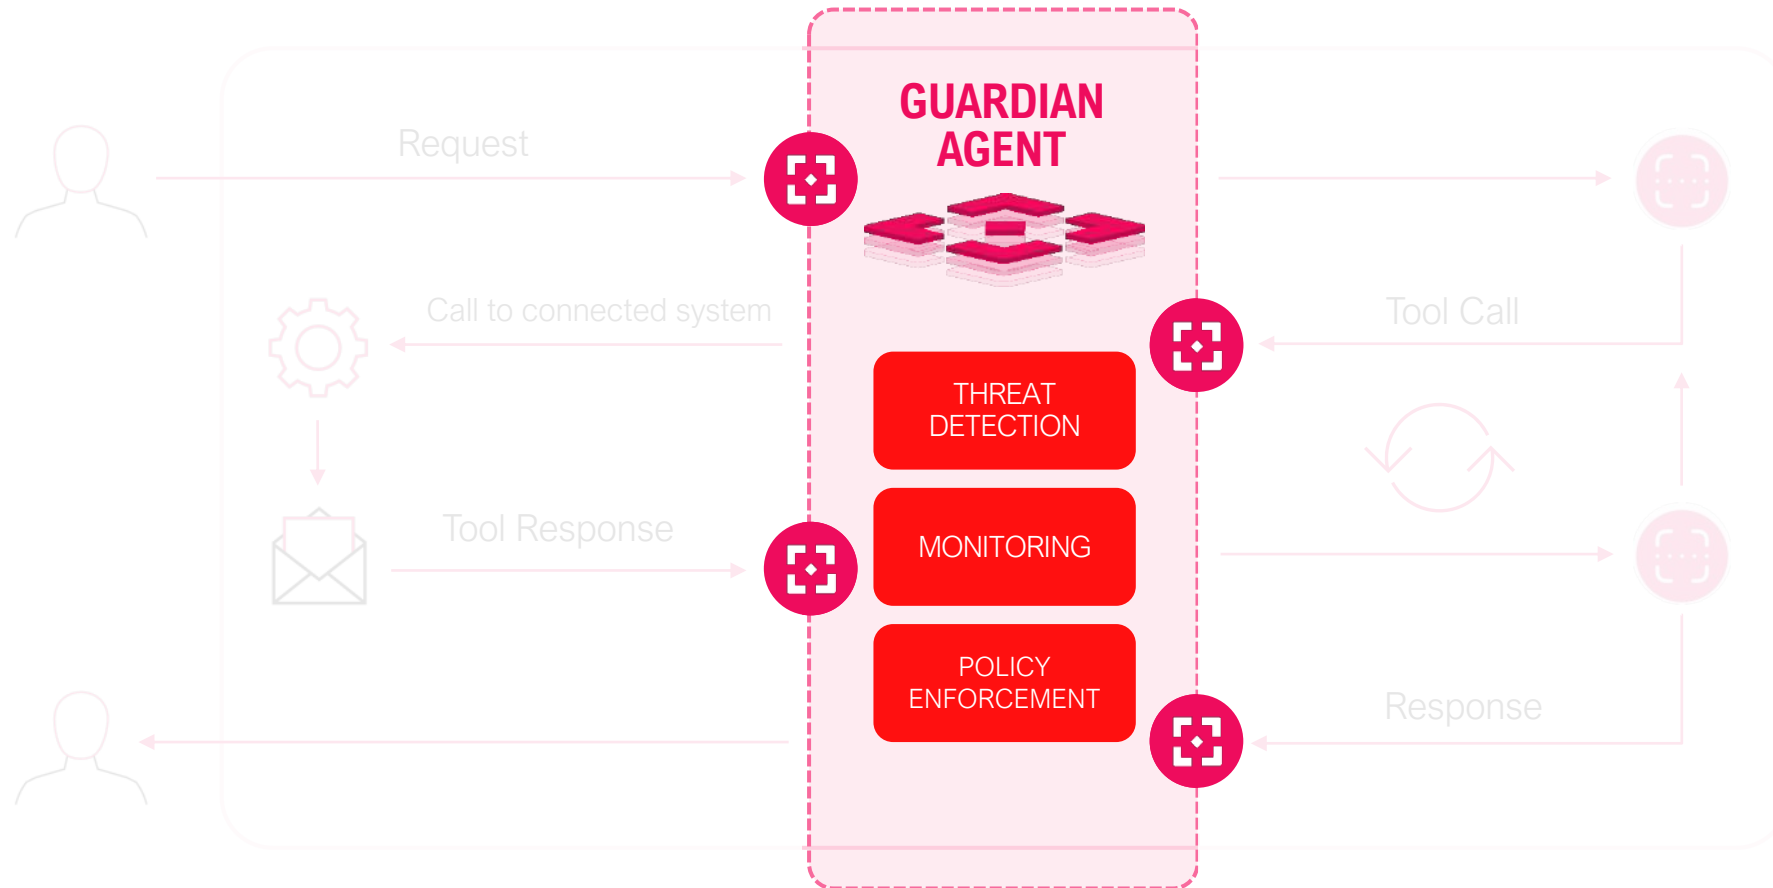 GUARDIAN
AGENT
Request
Call to connected system
Tool Call
THREAT
DETECTION
Tool Response
MONITORING
POLICY
ENFORCEMENT
Response